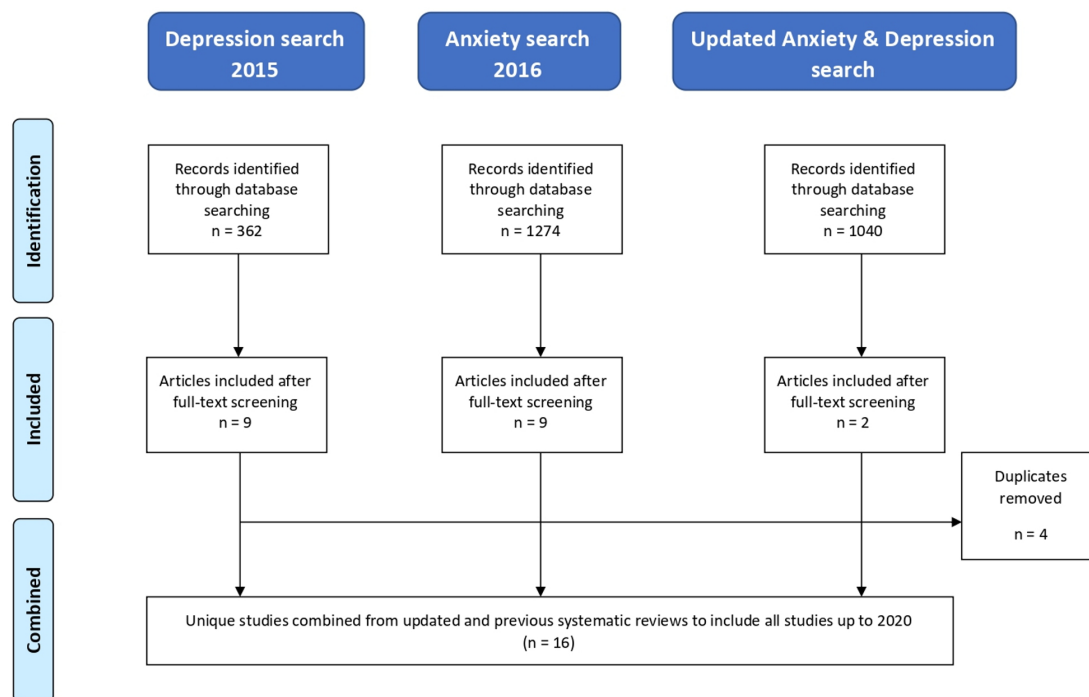 Depression search
2015
Anxiety search
2016
Updated Anxiety & Depression
search
Identification
Records identified
through database
searching
n = 362
Records identified
through database
searching
n = 1274
Records identified
through database
searching
n = 1040
Included
Articles included after
full-text screening
n = 9
Articles included after
full-text screening
n = 9
Articles included after
full-text screening
n = 2
Duplicates
removed
n = 4
Combined
Unique studies combined from updated and previous systematic reviews to include all studies up to 2020
(n = 16)